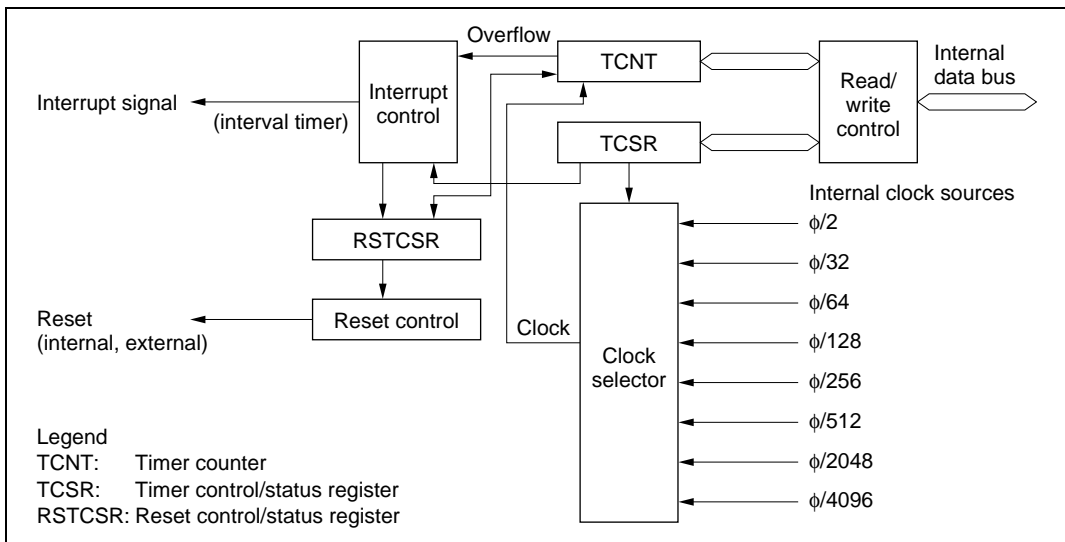 Overflow
TCNT
Read/
write
control
Internal
data bus
Interrupt signal
(interval timer)
Interrupt
control
TCSR
Internal clock sources
RSTCSR
Reset control
Reset
(internal, external)
Clock
Clock
selector
ϕ/2
ϕ/32
ϕ/64
ϕ/128
ϕ/256
ϕ/512
ϕ/2048
ϕ/4096
Legend
TCNT: Timer counter
TCSR: Timer control/status register
RSTCSR: Reset control/status register